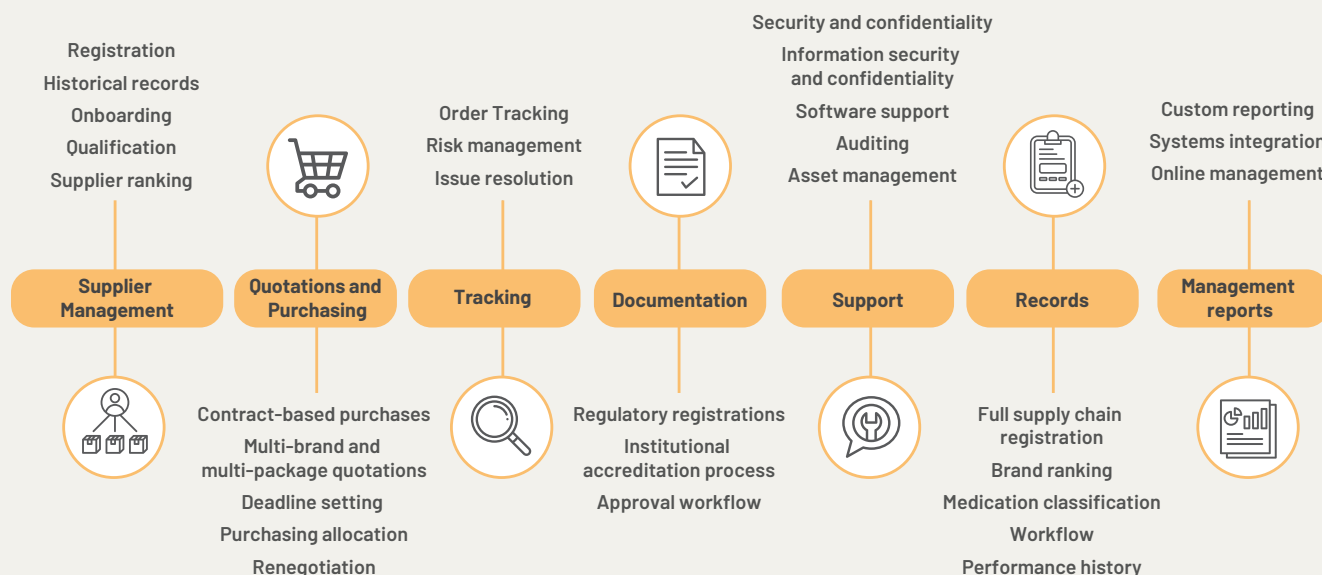 Registration
Historical records
Onboarding
Qualification
Supplier ranking
Supplier
Management
Quotations and
Purchasing
Contract-based purchases
Multi-brand and
multi-package quotations
Deadline setting
Purchasing allocation
Renegotiation
Order Tracking
Risk management
Issue resolution
Tracking
Documentation
Regulatory registrations
Institutional
accreditation process
Approval workflow
Security and confidentiality
Information security
and confidentiality
Software support
Auditing
Asset management
Support
Records
Full supply chain
registration
Brand ranking
Medication classification
Workflow
Performance history
Custom reporting
Systems integration
Online management
Management
reports